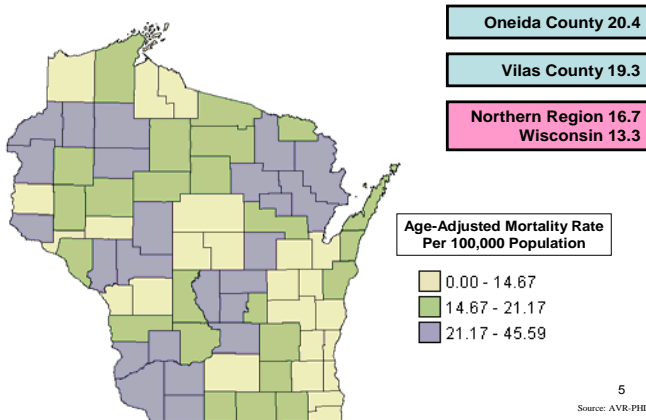 Oneida County 20.4
Vilas County 19.3
Northern Region 16.7
Wisconsin 13.3
Age-Adjusted Mortality Rate
Per 100,000 Population
0.00 - 14.67
14.67 - 21.17
21.17 - 45.59
5
Source: AVR-PHI